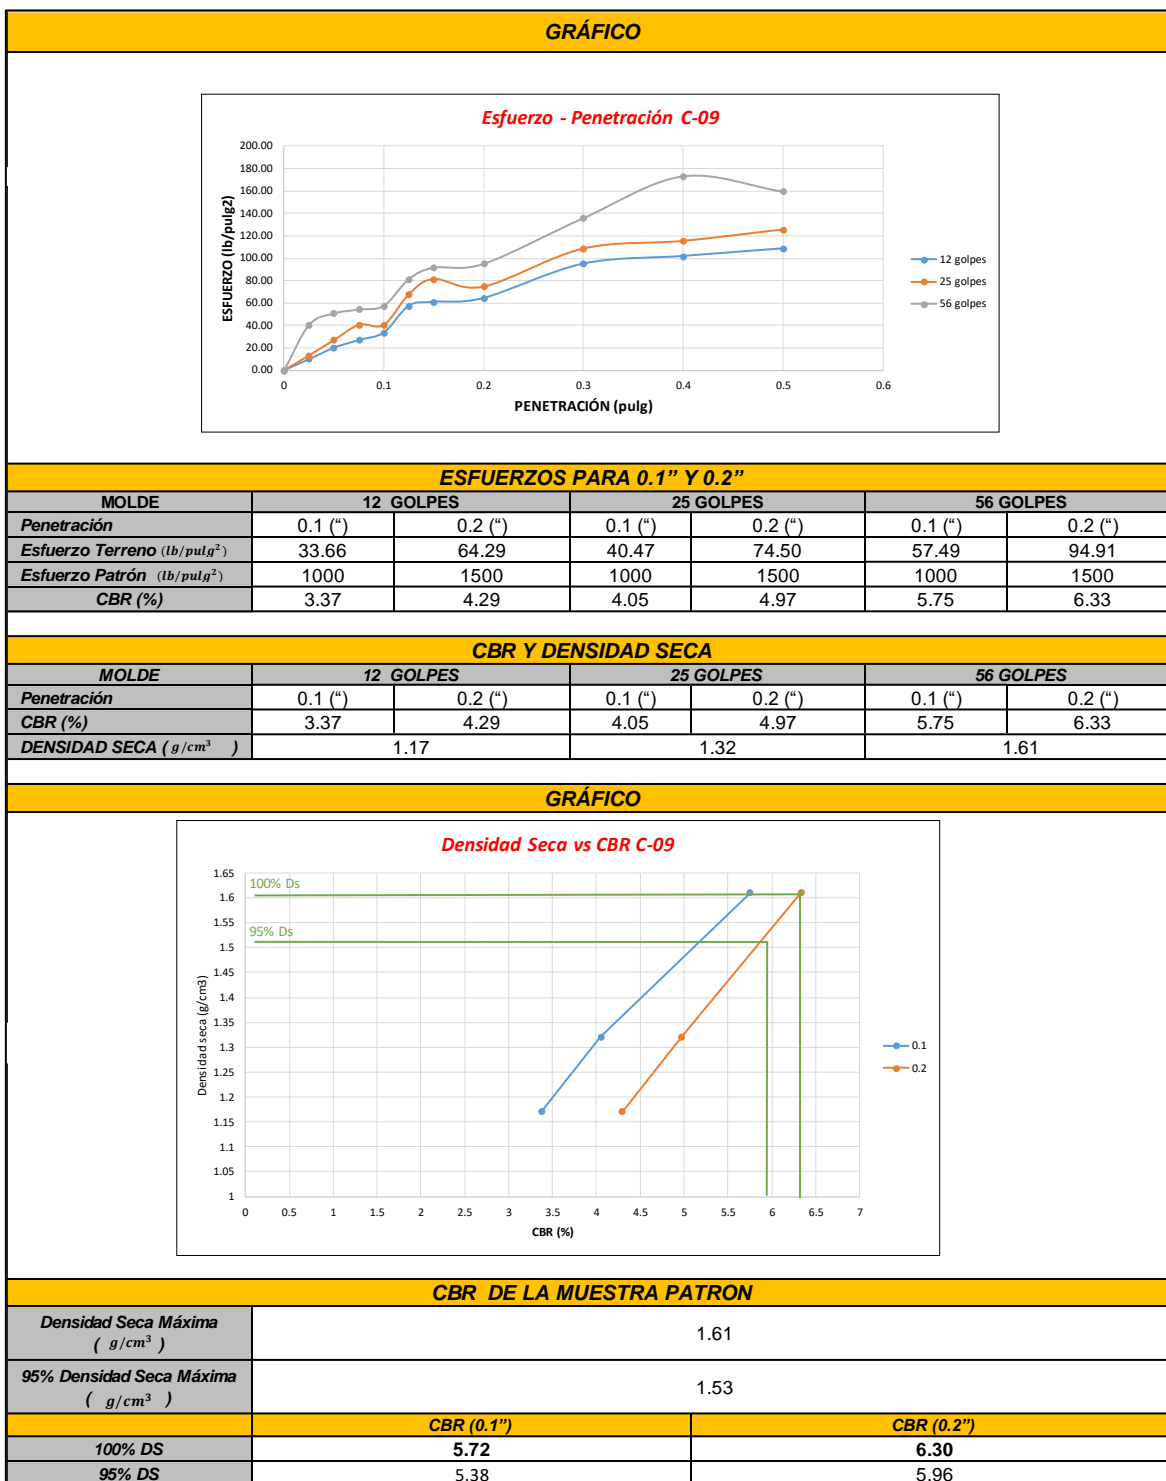 GRÁFICO
Esfuerzo - Penetración C-09
200.00
180.00
160.00
140.00
120.00
100.00
80.00
60.00
40.00
20.00
0.00
ESFUERZO (lb/pulg2)
0 0.1 0.2 0.3 0.4 0.5 0.6
PENETRACIÓN (pulg)
12 golpes
25 golpes
56 golpes
ESFUERZOS PARA 0.1” Y 0.2”
MOLDE 12 GOLPES 25 GOLPES 56 GOLPES
Penetración 0.1 (“) 0.2 (“) 0.1 (“) 0.2 (“) 0.1 (“) 0.2 (“)
Esfuerzo Terreno (lb/pulg²) 33.66 64.29 40.47 74.50 57.49 94.91
Esfuerzo Patrón (lb/pulg²) 1000 1500 1000 1500 1000 1500
CBR (%) 3.37 4.29 4.05 4.97 5.75 6.33
CBR Y DENSIDAD SECA
MOLDE 12 GOLPES 25 GOLPES 56 GOLPES
Penetración 0.1 (“) 0.2 (“) 0.1 (“) 0.2 (“) 0.1 (“) 0.2 (“)
CBR (%) 3.37 4.29 4.05 4.97 5.75 6.33
DENSIDAD SECA ( g/cm³ ) 1.17 1.32 1.61
GRÁFICO
Densidad Seca vs CBR C-09
1.65
1.6
1.55
1.5
1.45
1.4
1.35
1.3
1.25
1.2
1.15
1.1
1.05
1
100% Ds
95% Ds
Densidad seca (g/cm3)
0 0.5 1 1.5 2 2.5 3 3.5 4 4.5 5 5.5 6 6.5 7
CBR (%)
0.1
0.2
CBR DE LA MUESTRA PATRON
Densidad Seca Máxima
( g/cm³ )
1.61
95% Densidad Seca Máxima
( g/cm³ )
1.53
CBR (0.1”) CBR (0.2”)
100% DS 5.72 6.30
95% DS 5.38 5.96